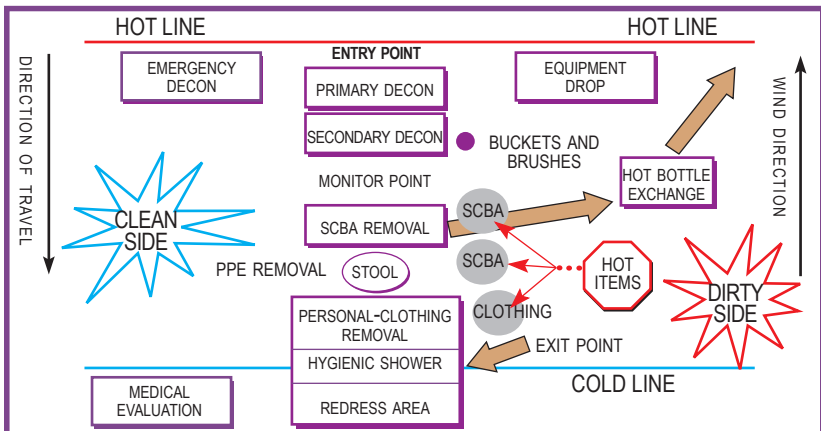 HOT LINE
HOT LINE
DIRECTION OF TRAVEL
EMERGENCY
DECON
ENTRY POINT
PRIMARY DECON
SECONDARY DECON
EQUIPMENT
DROP
WIND DIRECTION
BUCKETS AND
BRUSHES
MONITOR POINT
HOT BOTTLE
EXCHANGE
CLEAN
SIDE
SCBA REMOVAL
SCBA
PPE REMOVAL
STOOL
SCBA
HOT
ITEMS
DIRTY
SIDE
PERSONAL-CLOTHING
REMOVAL
CLOTHING
EXIT POINT
HYGIENIC SHOWER
COLD LINE
MEDICAL
EVALUATION
REDRESS AREA